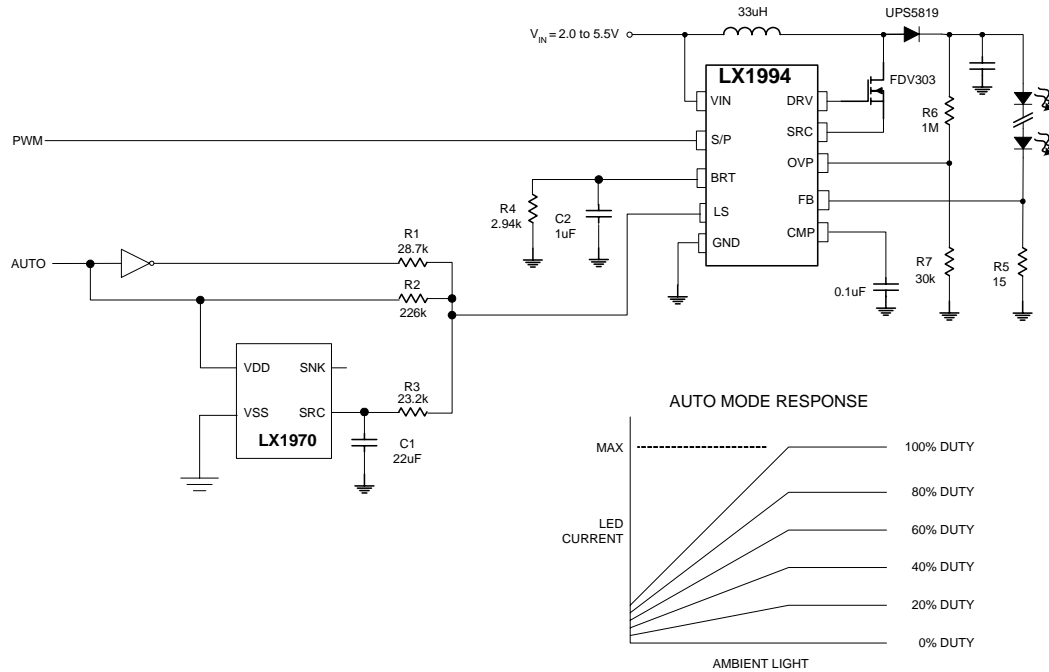 33uH
UPS5819
VIN = 2.0 to 5.5V
LX1994
FDV303
VIN
DRV
R6
1M
SRC
PWM
S/P
OVP
BRT
R4
2.94k
C2
1uF
LS
FB
GND
CMP
R1
28.7k
AUTO
R7
30k
R5
15
R2
226k
0.1uF
VDD
SNK
R3
23.2k
VSS
SRC
LX1970
C1
22uF
AUTO MODE RESPONSE
MAX
100% DUTY
80% DUTY
LED
CURRENT
60% DUTY
40% DUTY
20% DUTY
0% DUTY
AMBIENT LIGHT